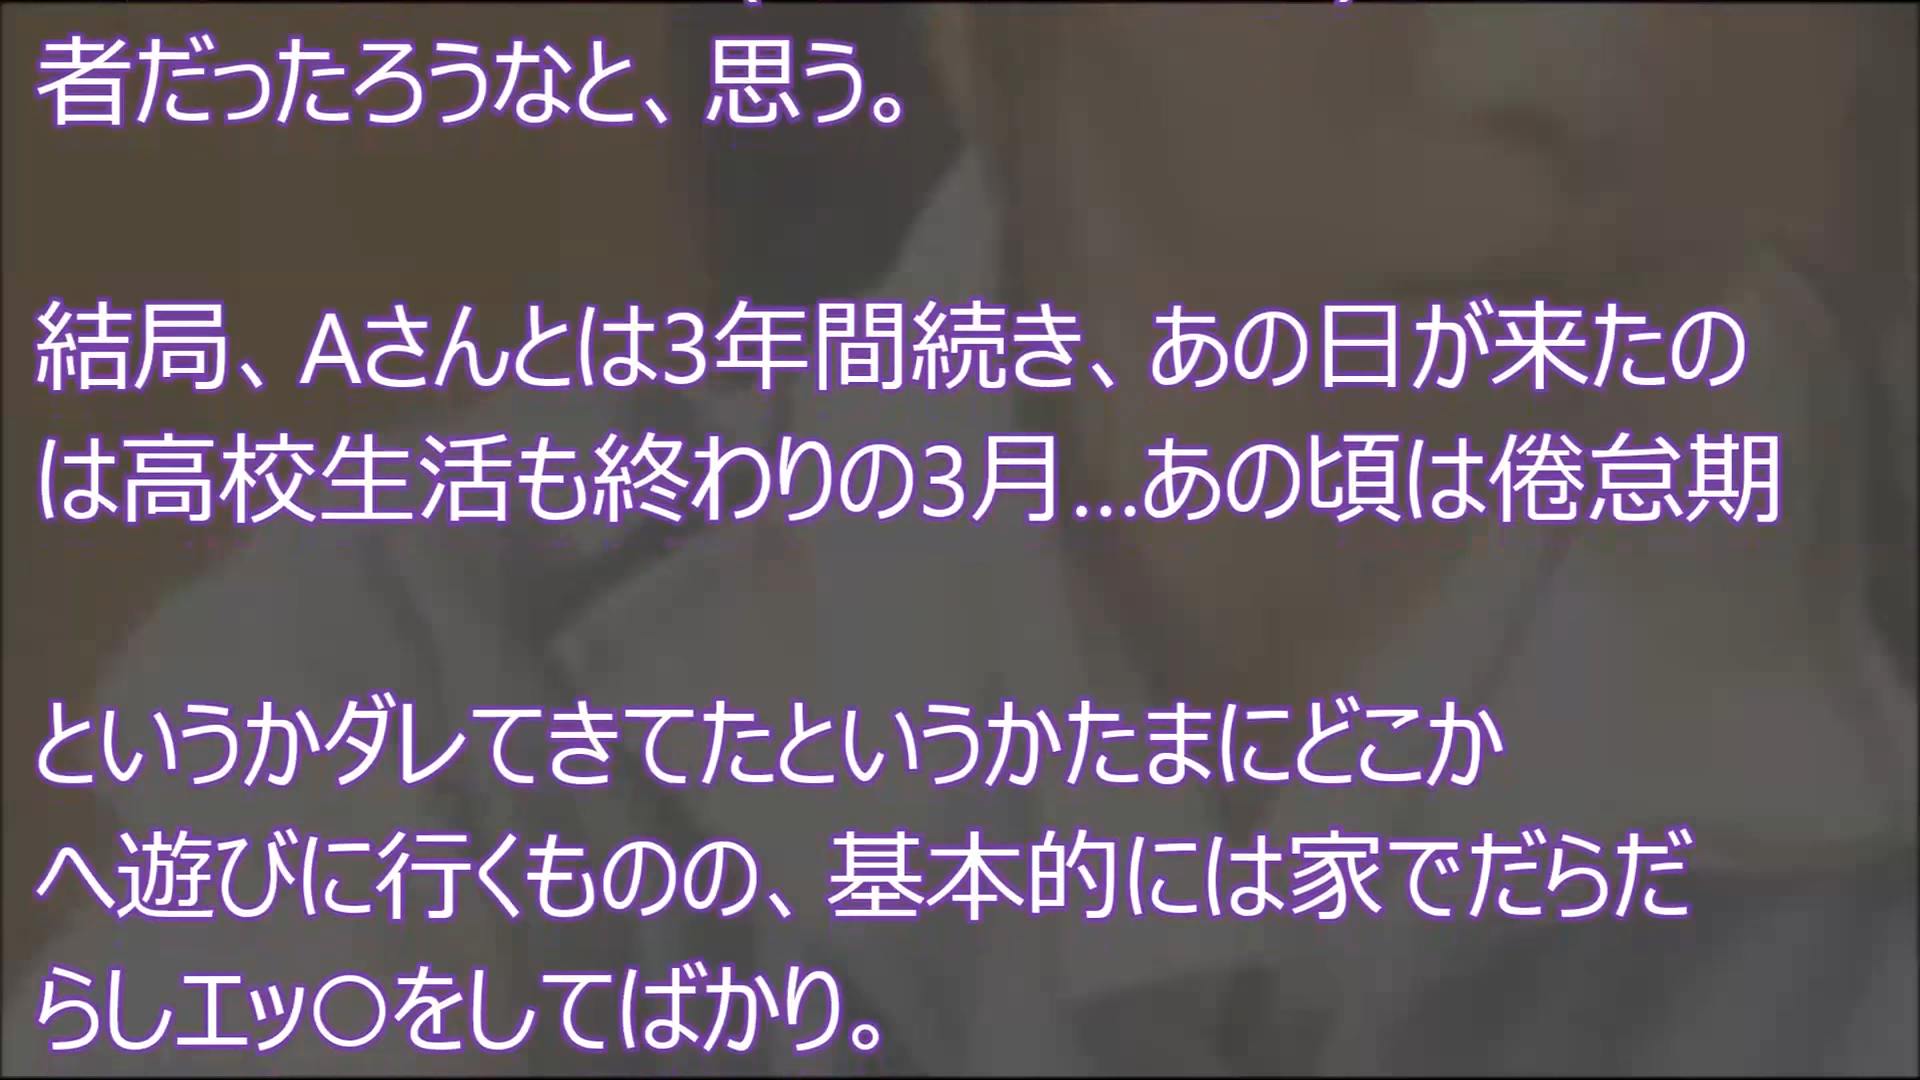 者だったろうなと、思う。
結局、Aさんとは3年間続き、あの日が来たの
は高校生活も終わりの3月…あの頃は倦怠期
というかダレてきてたというかたまにどこか
へ遊びに行くものの、基本的には家でだらだ
らしエッ〇をしてばかり。